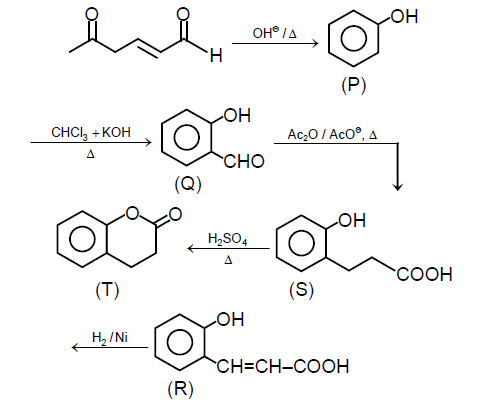 O O
H
OH⊖ / Δ
OH
(P)
CHCl₃ + KOH
Δ
OH
CHO
(Q)
Ac₂O / AcO⊖, Δ
O O
(T)
H₂SO₄
Δ
OH
COOH
(S)
H₂ / Ni
OH
CH=CH–COOH
(R)